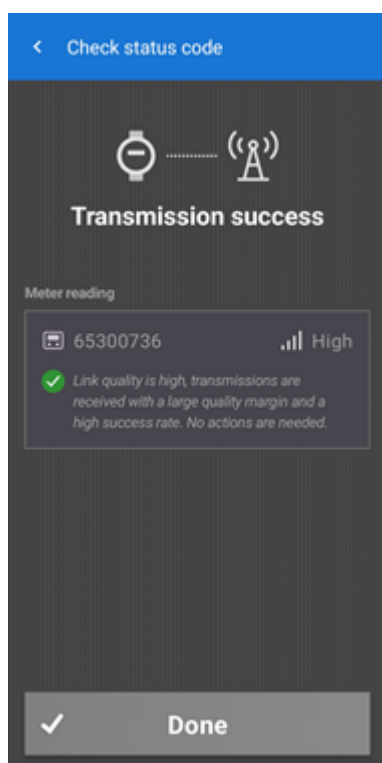 Check status code
Transmission success
Meter reading
65300736 High
Link quality is high, transmissions are
received with a large quality margin and a
high success rate. No actions are needed.
Done